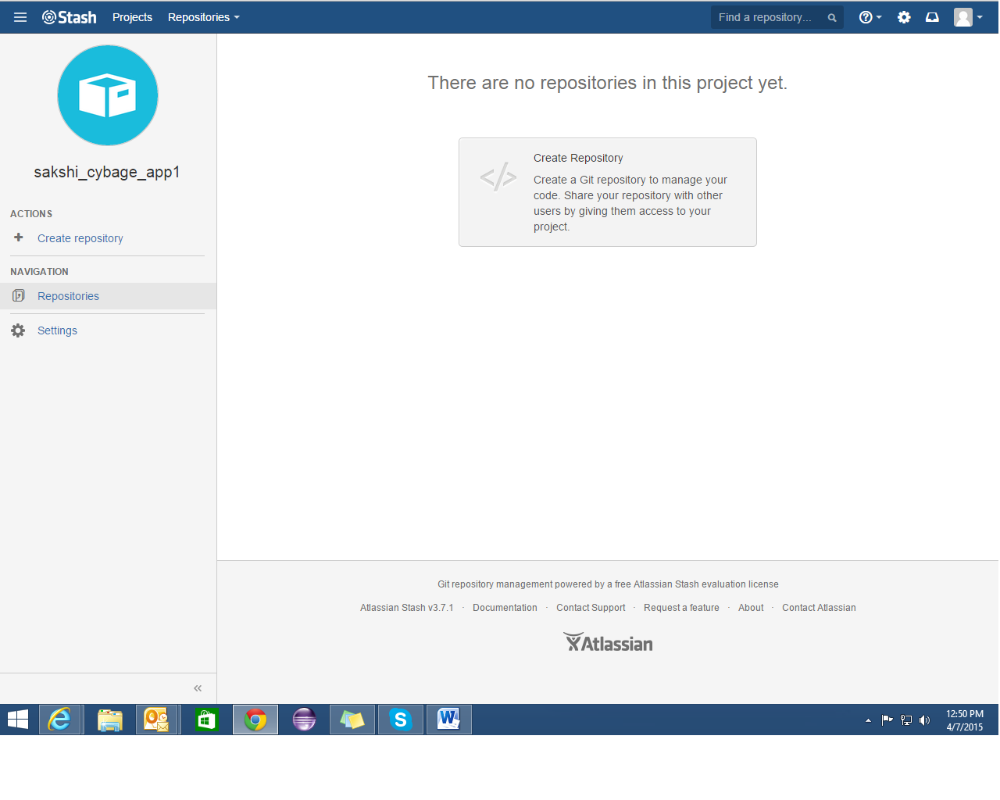 Stash Projects Repositories Find a repository...
sakshi_cybage_app1
ACTIONS
Create repository
NAVIGATION
Repositories
Settings
There are no repositories in this project yet.
Create Repository
Create a Git repository to manage your
code. Share your repository with other
users by giving them access to your
project.
Git repository management powered by a free Atlassian Stash evaluation license
Atlassian Stash v3.7.1 · Documentation · Contact Support · Request a feature · About · Contact Atlassian
Atlassian
12:50 PM
4/7/2015